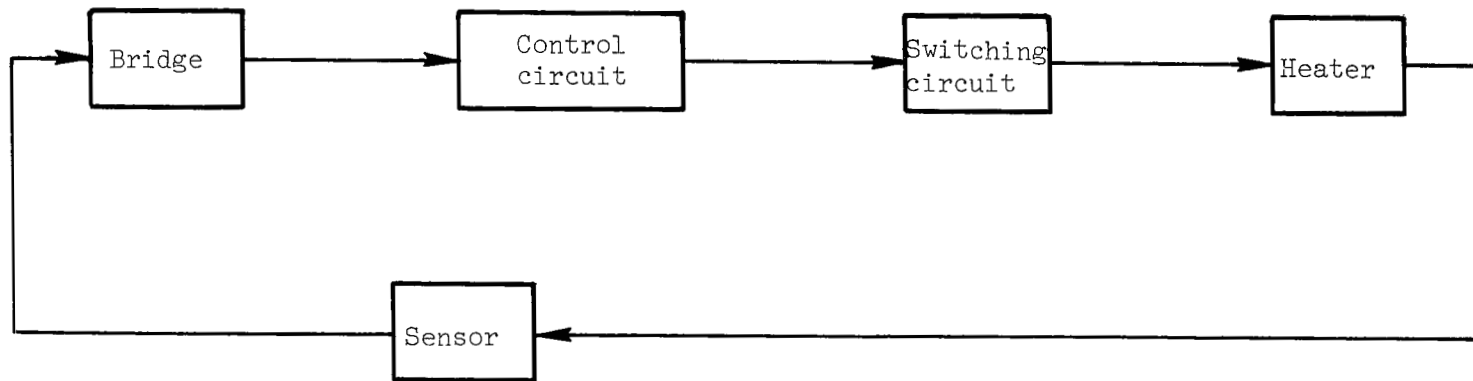 Bridge
Control
circuit
Switching
circuit
Heater
Sensor